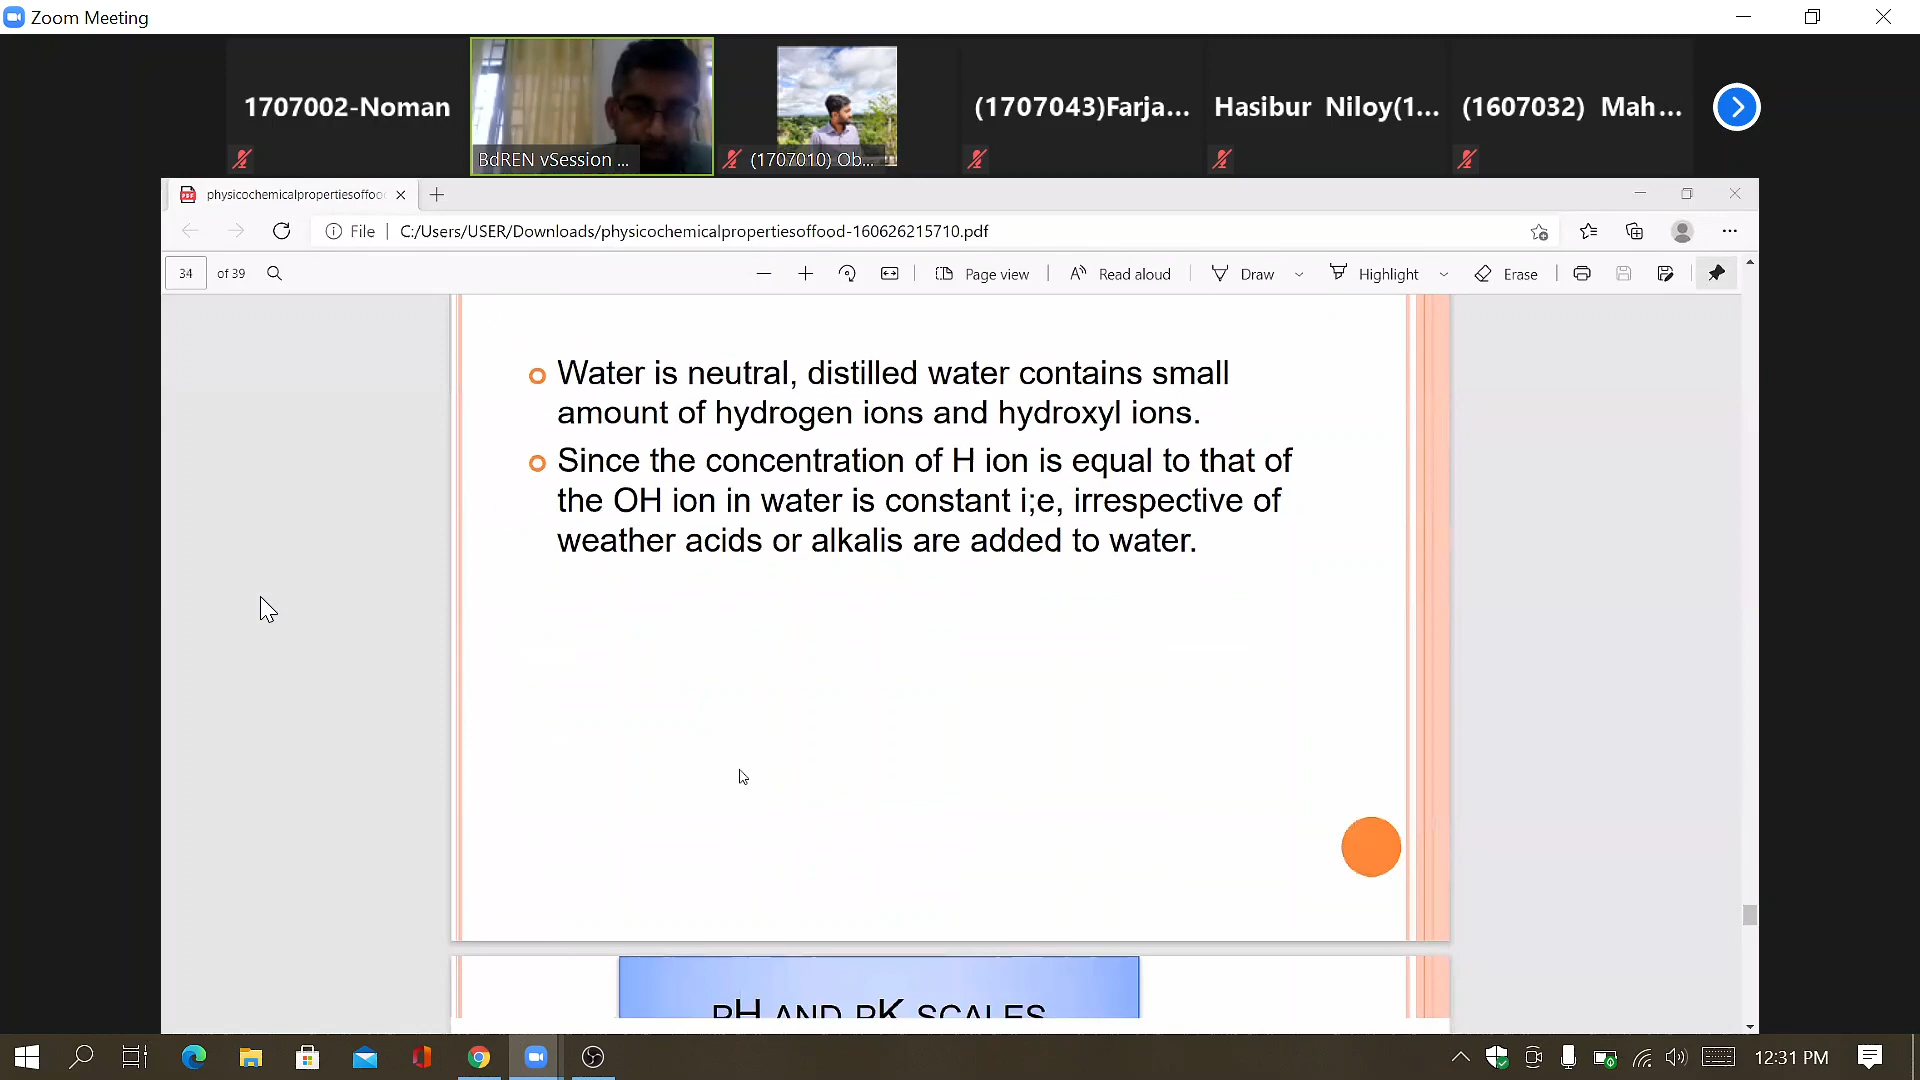 Zoom Meeting
1707002-Noman
BdREN vSession ...
(1707010) Ob...
(1707043)Farja...
Hasibur Niloy(1...
(1607032) Mah...
physicochemicalpropertiesoffood
File
C:/Users/USER/Downloads/physicochemicalpropertiesoffood-160626215710.pdf
34 of 39
Page view
Read aloud
Draw
Highlight
Erase
Water is neutral, distilled water contains small
amount of hydrogen ions and hydroxyl ions.
Since the concentration of H ion is equal to that of
the OH ion in water is constant i;e, irrespective of
weather acids or alkalis are added to water.
PH AND PK SCALES
12:31 PM